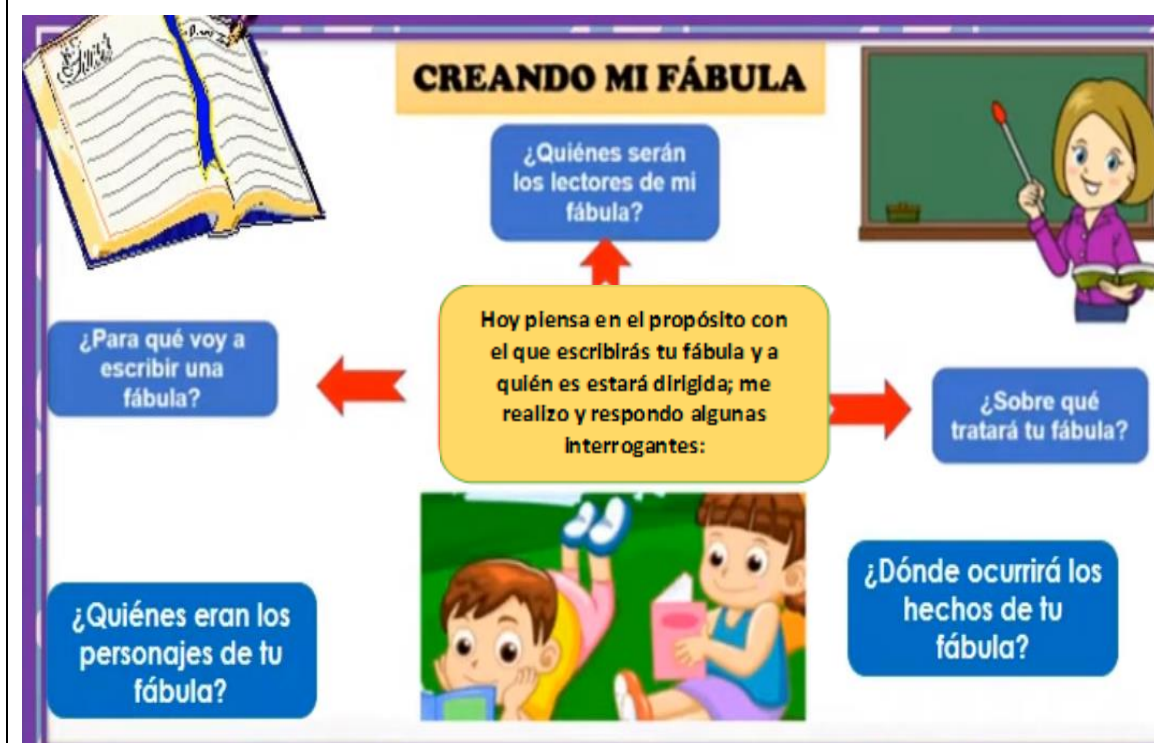 CREANDO MI FÁBULA
¿Quiénes serán
los lectores de mi
fábula?
Hoy piensa en el propósito con
el que escribirás tu fábula y a
quién es estará dirigida; me
realizo y respondo algunas
interrogantes:
¿Para qué voy a
escribir una
fábula?
¿Sobre qué
tratará tu fábula?
¿Quiénes eran los
personajes de tu
fábula?
¿Dónde ocurrirá los
hechos de tu
fábula?